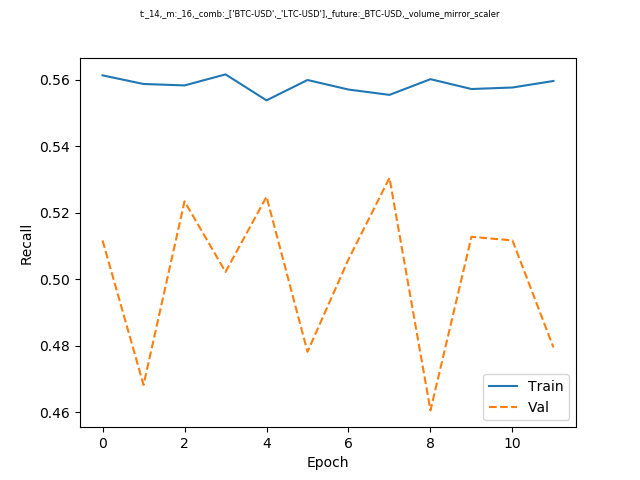 t:_14,_m:_16,_comb:_['BTC-USD',_'LTC-USD'],_future:_BTC-USD,_volume_mirror_scaler
0.56
0.54
0.52
0.50
0.48
0.46
Recall
Train
Val
0 2 4 6 8 10
Epoch